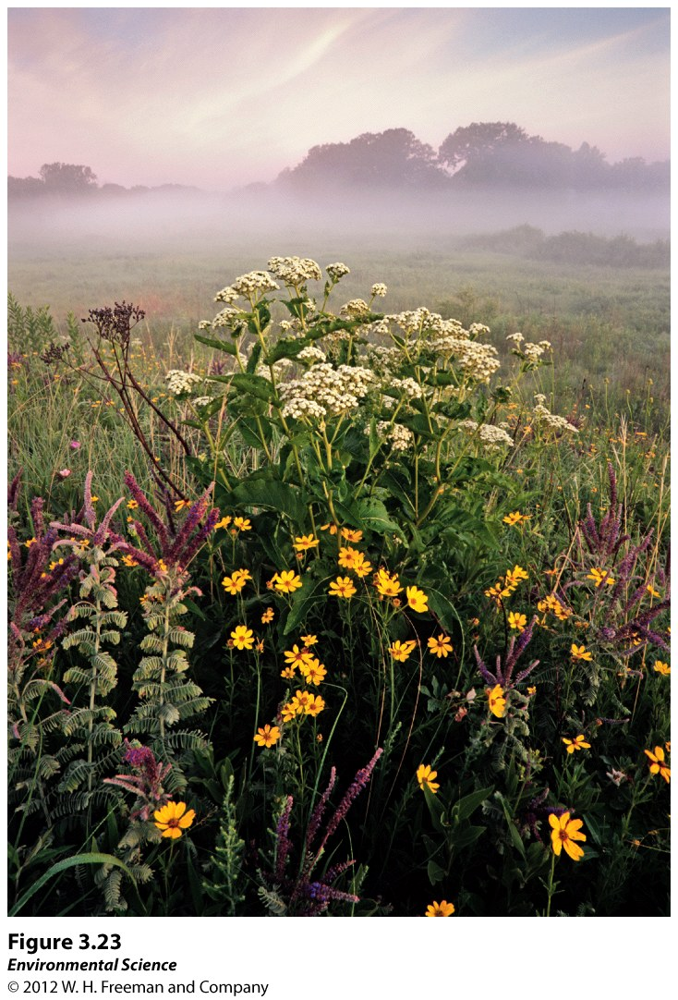 Figure 3.23
Environmental Science
© 2012 W. H. Freeman and Company